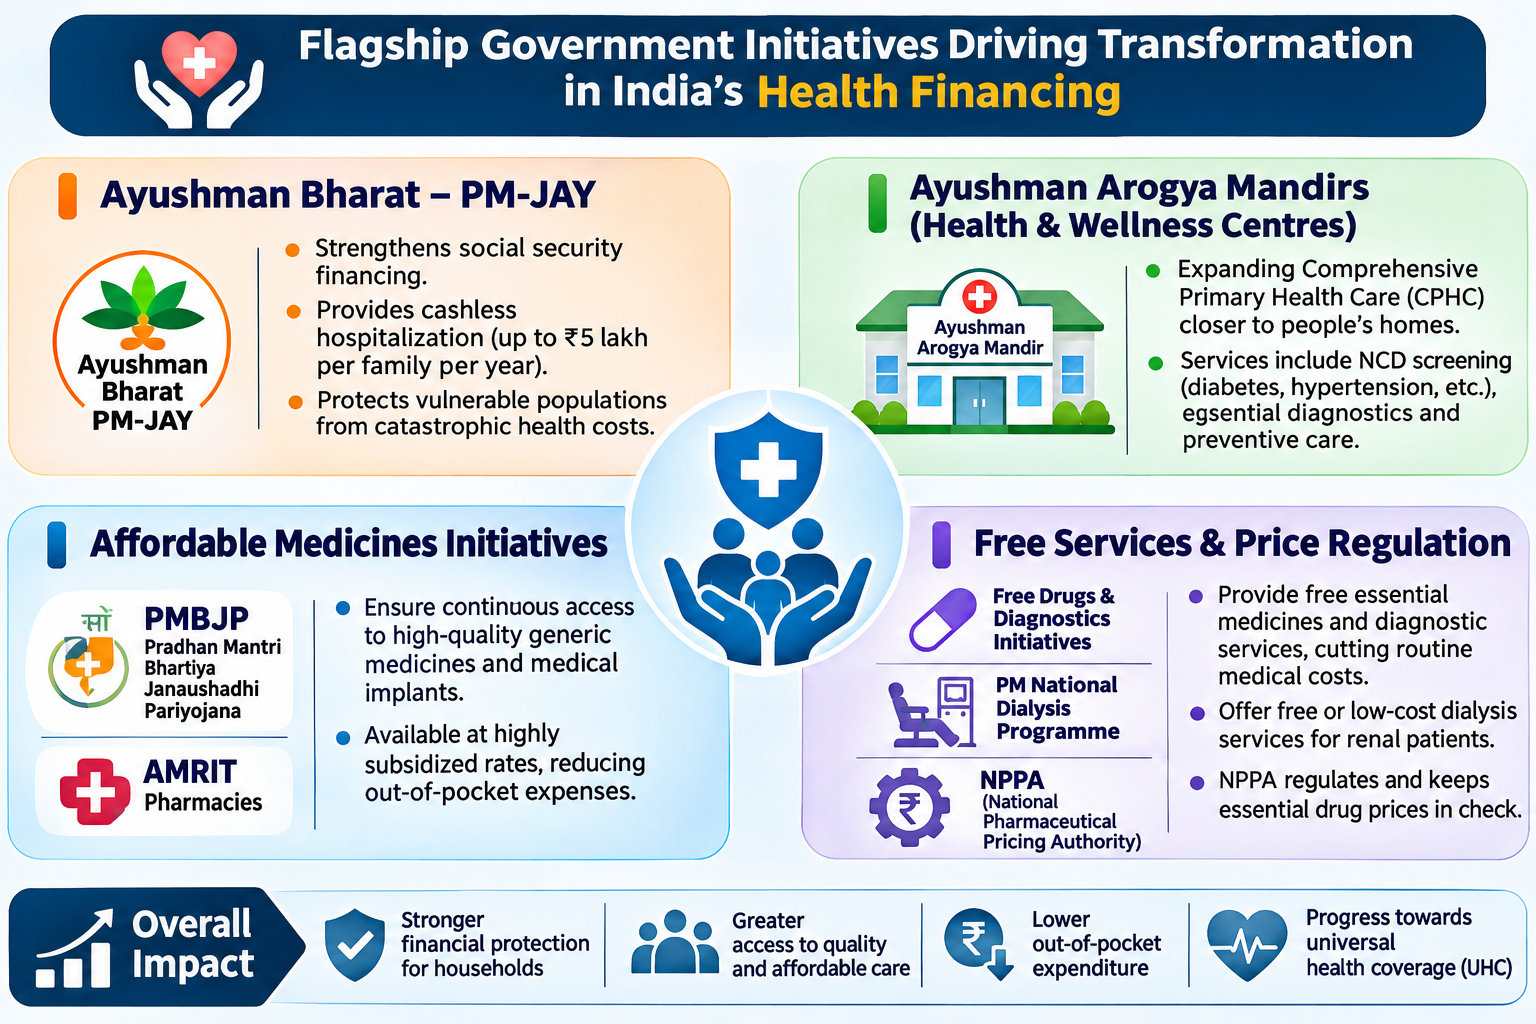 Flagship Government Initiatives Driving Transformation
in India's Health Financing
Ayushman Bharat – PM-JAY
Ayushman
Bharat
PM-JAY
Strengthens social security
financing.
Provides cashless
hospitalization (up to ₹5 lakh
per family per year).
Protects vulnerable populations
from catastrophic health costs.
Ayushman Arogya Mandirs
(Health & Wellness Centres)
Ayushman
Arogya Mandir
Expanding Comprehensive
Primary Health Care (CPHC)
closer to people's homes.
Services include NCD screening
(diabetes, hypertension, etc.),
egsential diagnostics and
preventive care.
Affordable Medicines Initiatives
PMBJP
Pradhan Mantri
Bhartiya
Janaushadhi
Pariyojana
AMRIT
Pharmacies
Ensure continuous access
to high-quality generic
medicines and medical
implants.
Available at highly
subsidized rates, reducing
out-of-pocket expenses.
Free Services & Price Regulation
Free Drugs &
Diagnostics
Initiatives
PM National
Dialysis
Programme
₹
NPPA
(National
Pharmaceutical
Pricing Authority)
Provide free essential
medicines and diagnostic
services, cutting routine
medical costs.
Offer free or low-cost dialysis
services for renal patients.
NPPA regulates and keeps
essential drug prices in check.
Overall
Impact
Stronger
financial protection
for households
Greater
access to quality
and affordable care
₹
Lower
out-of-pocket
expenditure
Progress towards
universal
health coverage (UHC)